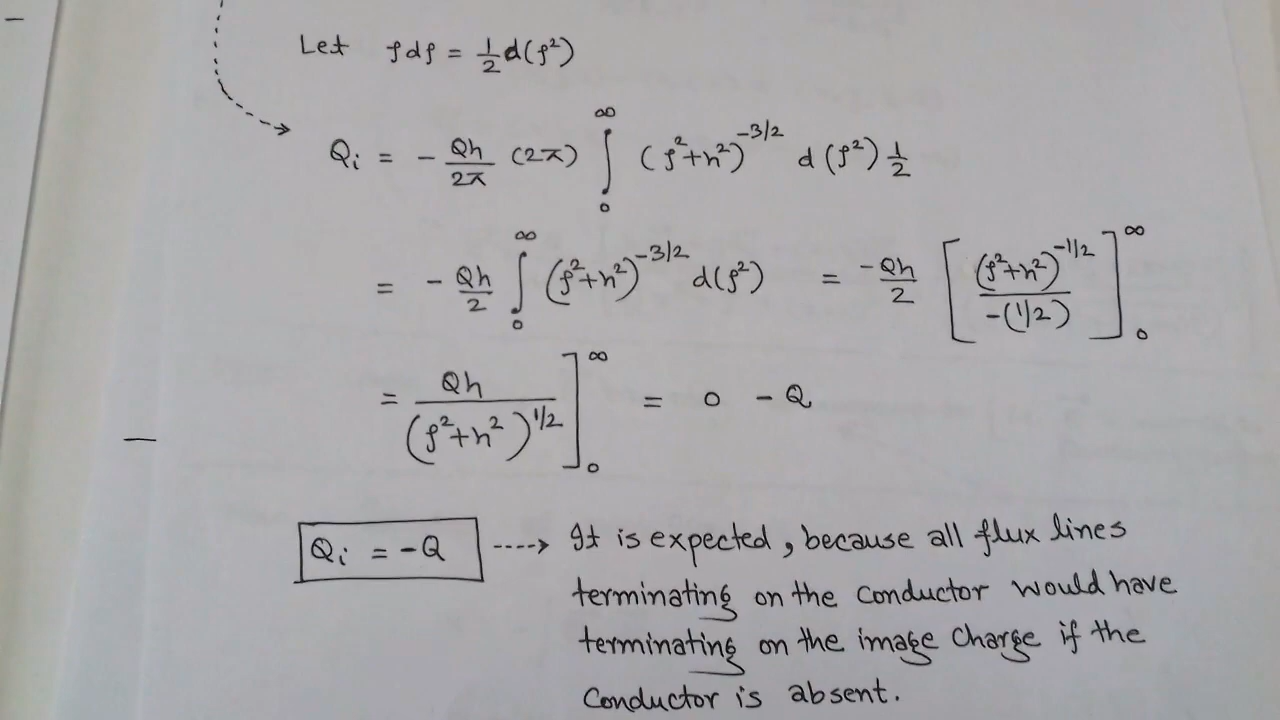 Let ρdρ = 1/2 d(ρ²)
Qi = - Qh/2π (2π) ∫₀^∞ (ρ²+h²)^-3/2 d(ρ²) 1/2
= - Qh/2 ∫₀^∞ (ρ²+h²)^-3/2 d(ρ²) = -Qh/2 [(ρ²+h²)^-1/2 / -(1/2)]₀^∞
= Qh/(ρ²+h²)^1/2 ]₀^∞ = 0 - Q
Qi = -Q ----> It is expected, because all flux lines
terminating on the conductor would have
terminating on the image charge if the
conductor is absent.